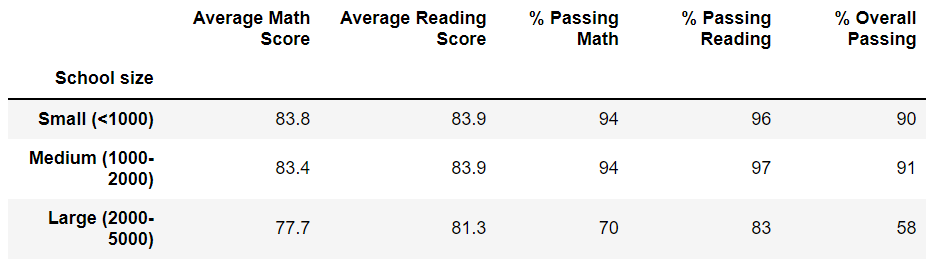 Average Math Score Average Reading Score % Passing Math % Passing Reading % Overall Passing
School size
Small (<1000) 83.8 83.9 94 96 90
Medium (1000-2000) 83.4 83.9 94 97 91
Large (2000-5000) 77.7 81.3 70 83 58